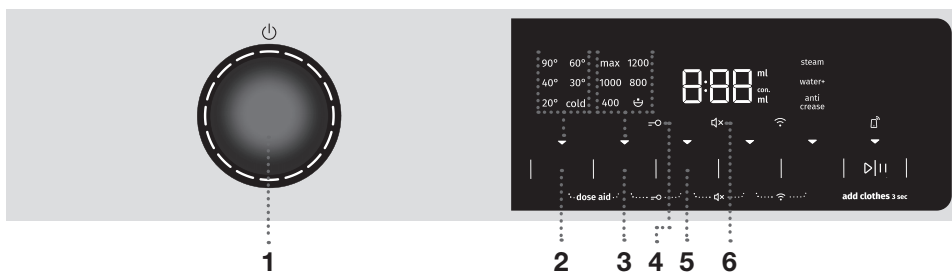 90° 60° max 1200
40° 30° 1000 800
20° cold 400
8:88 ml
con.
ml
steam
water+
anti
crease
dose aid
add clothes 3 sec
1 2 3 4 5 6